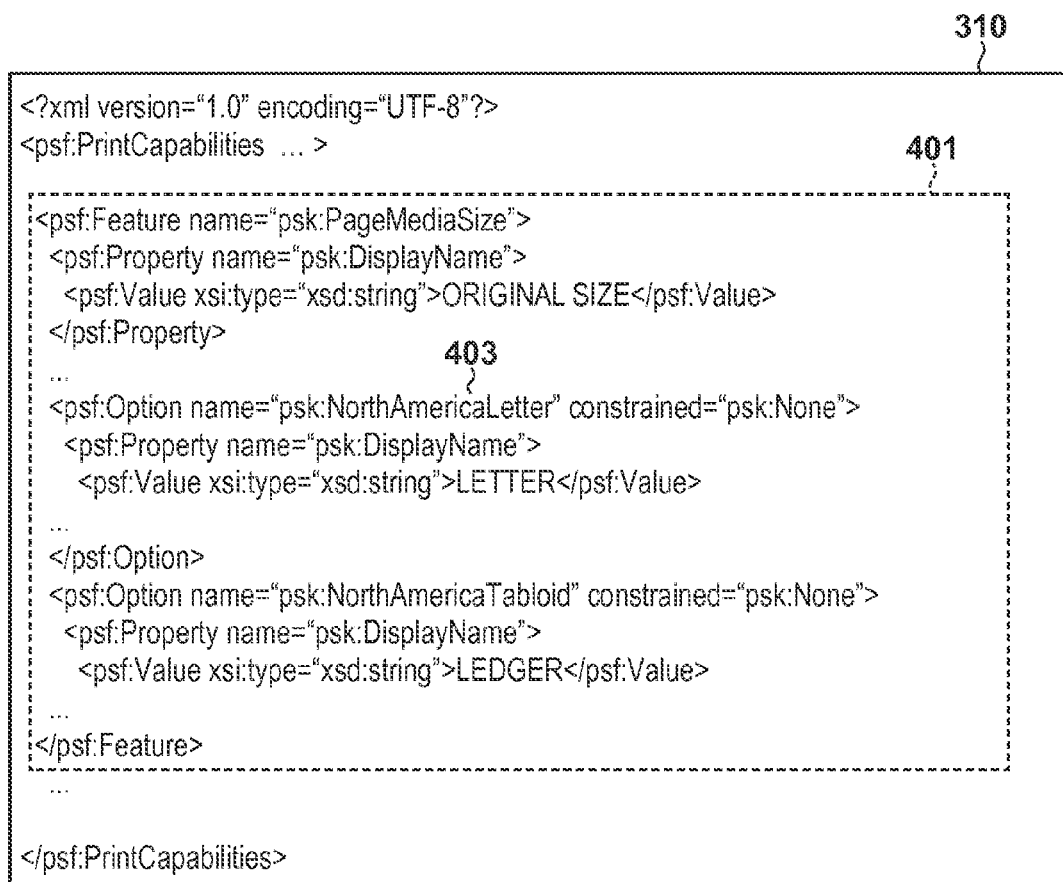 310
<?xml version=“1.0” encoding=“UTF-8”?>
<psf:PrintCapabilities ... >
401
<psf:Feature name=“psk:PageMediaSize”>
<psf:Property name=“psk:DisplayName”>
<psf:Value xsi:type=“xsd:string”>ORIGINAL SIZE</psf:Value>
</psf:Property>
...
403
<psf:Option name=“psk:NorthAmericaLetter” constrained=“psk:None”>
<psf:Property name=“psk:DisplayName”>
<psf:Value xsi:type=“xsd:string”>LETTER</psf:Value>
...
</psf:Option>
<psf:Option name=“psk:NorthAmericaTabloid” constrained=“psk:None”>
<psf:Property name=“psk:DisplayName”>
<psf:Value xsi:type=“xsd:string”>LEDGER</psf:Value>
...
</psf:Feature>
...
</psf:PrintCapabilities>